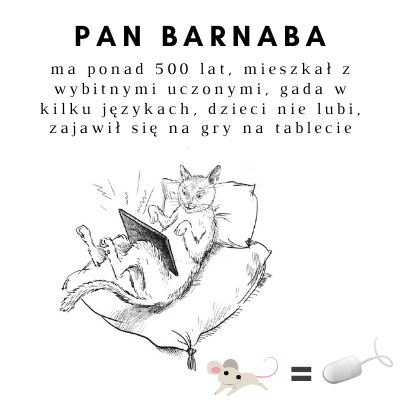 PAN BARNABA
ma ponad 500 lat, mieszkał z
wybitnymi uczonymi, gada w
kilku językach, dzieci nie lubi,
zajawił się na gry na tablecie
=